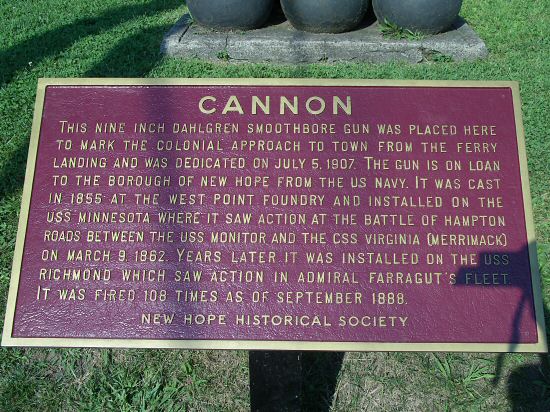 CANNON
THIS NINE INCH DAHLGREN SMOOTHBORE GUN WAS PLACED HERE
TO MARK THE COLONIAL APPROACH TO TOWN FROM THE FERRY
LANDING AND WAS DEDICATED ON JULY 5, 1907. THE GUN IS ON LOAN
TO THE BOROUGH OF NEW HOPE FROM THE US NAVY. IT WAS CAST
IN 1855 AT THE WEST POINT FOUNDRY AND INSTALLED ON THE
USS MINNESOTA WHERE IT SAW ACTION AT THE BATTLE OF HAMPTON
ROADS BETWEEN THE USS MONITOR AND THE CSS VIRGINIA (MERRIMACK)
ON MARCH 9, 1862. YEARS LATER IT WAS INSTALLED ON THE USS
RICHMOND WHICH SAW ACTION IN ADMIRAL FARRAGUT'S FLEET.
IT WAS FIRED 108 TIMES AS OF SEPTEMBER 1888.
NEW HOPE HISTORICAL SOCIETY